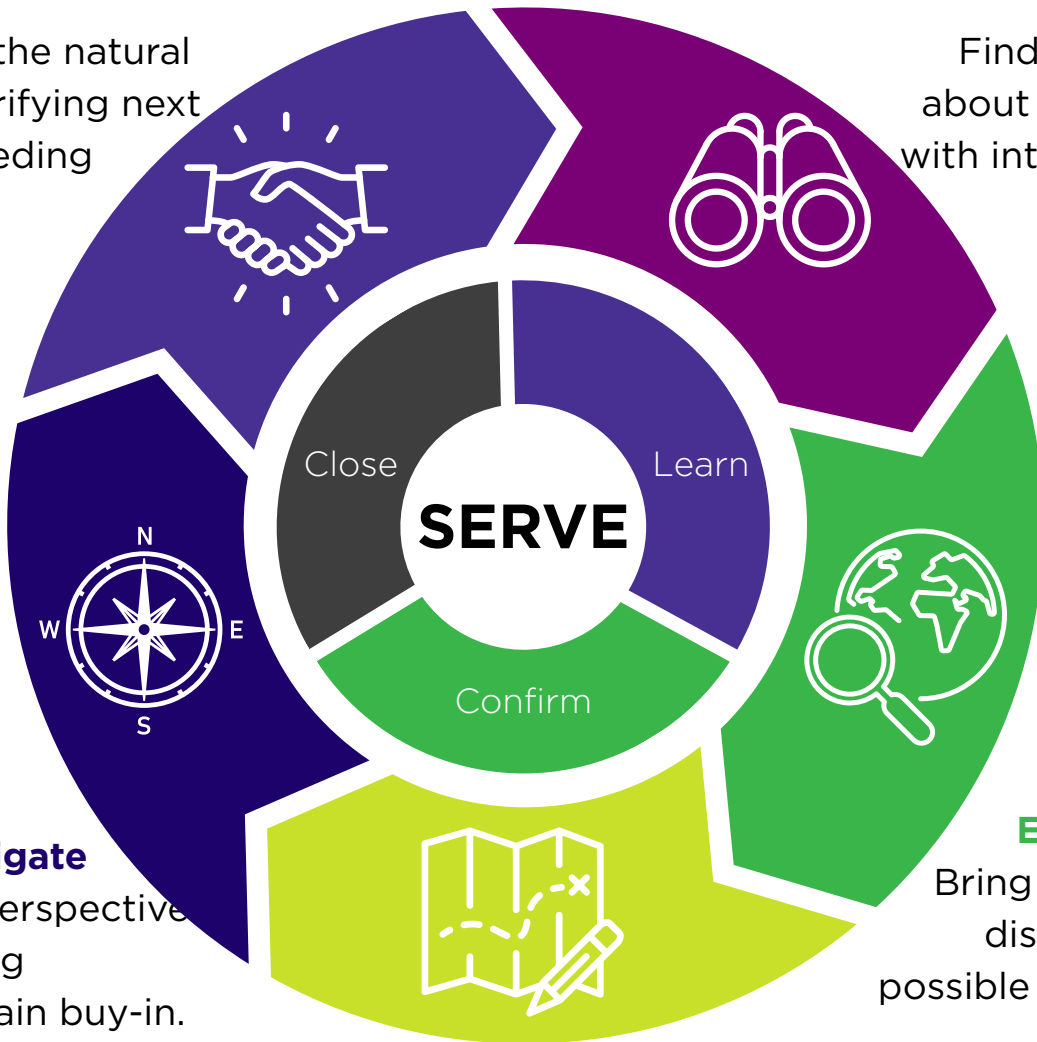 the natural
rifying next
eding
Find
about
with int
Close
Learn
SERVE
Confirm
N
W
E
S
igate
erspective
g
ain buy-in.
E
Bring
dis
possible